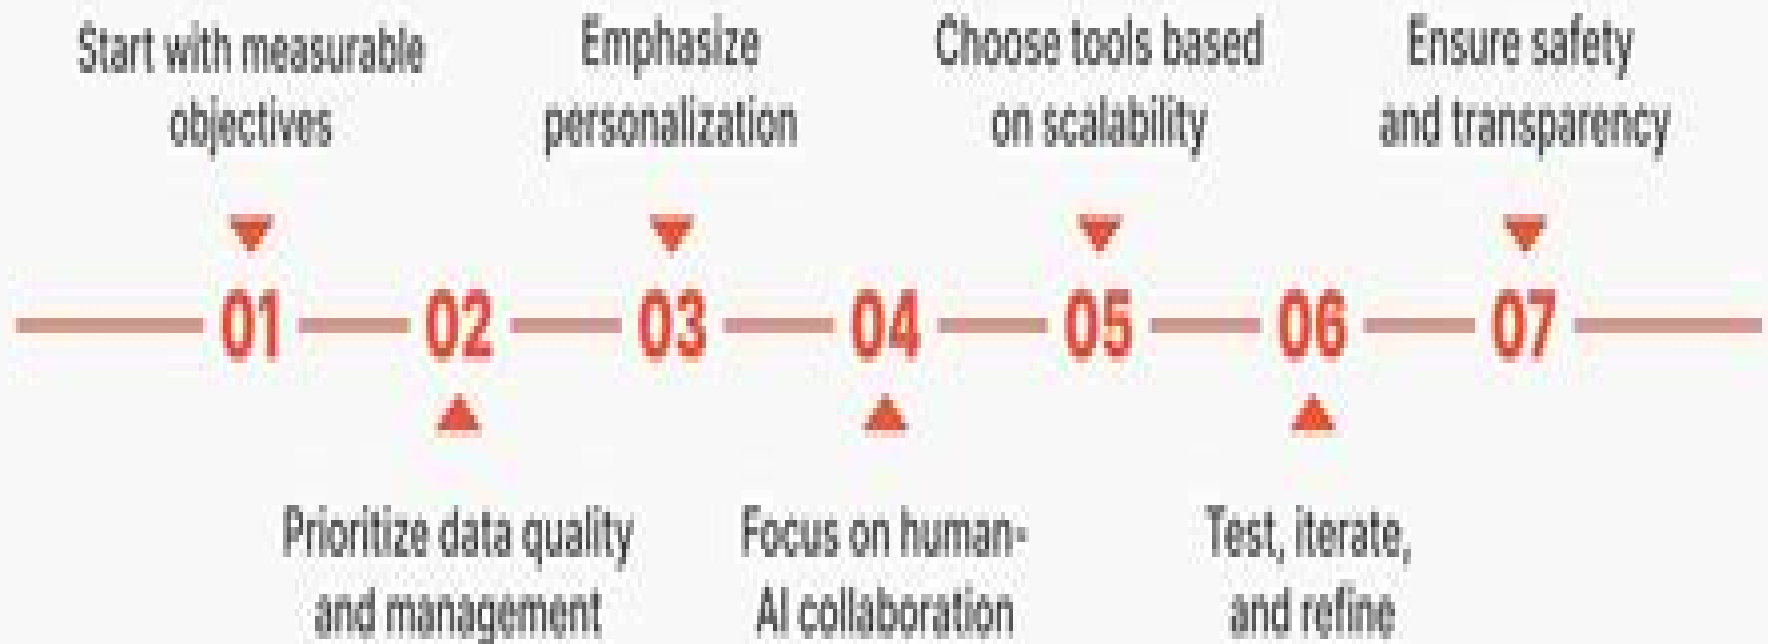 Start with measurable
objectives
Emphasize
personalization
Choose tools based
on scalability
Ensure safety
and transparency
01
02
03
04
05
06
07
Prioritize data quality
and management
Focus on human-
AI collaboration
Test, iterate,
and refine